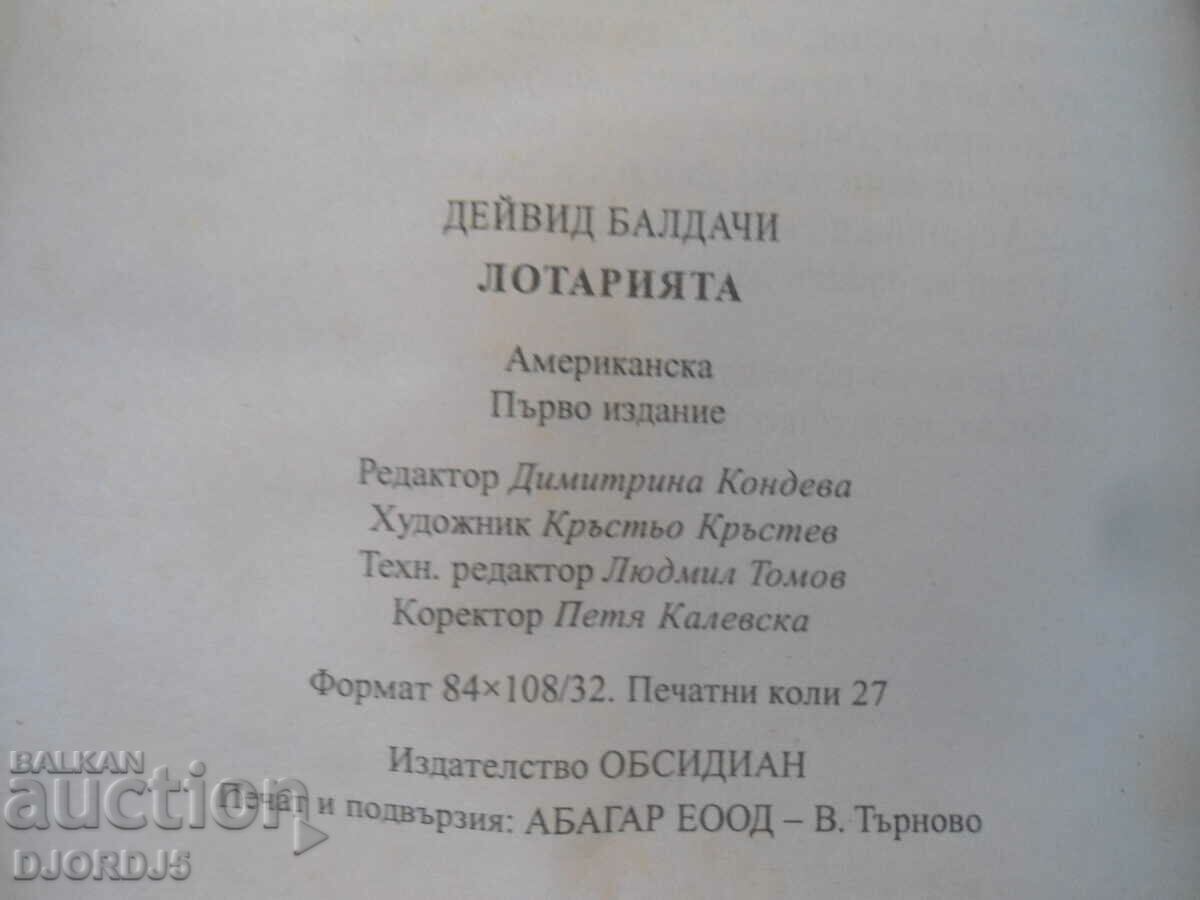 ДЕЙВИД БАЛДАЧИ
ЛОТАРИЯТА
Американска
Първо издание
Редактор Димитрина Кондева
Художник Кръстьо Кръстев
Техн. редактор Людмил Томов
Коректор Петя Калевска
Формат 84×108/32. Печатни коли 27
Издателство ОБСИДИАН
Печат и подвързия: АБАГАР ЕООД – В. Търново
BALKAN
auction
DJORDJ5